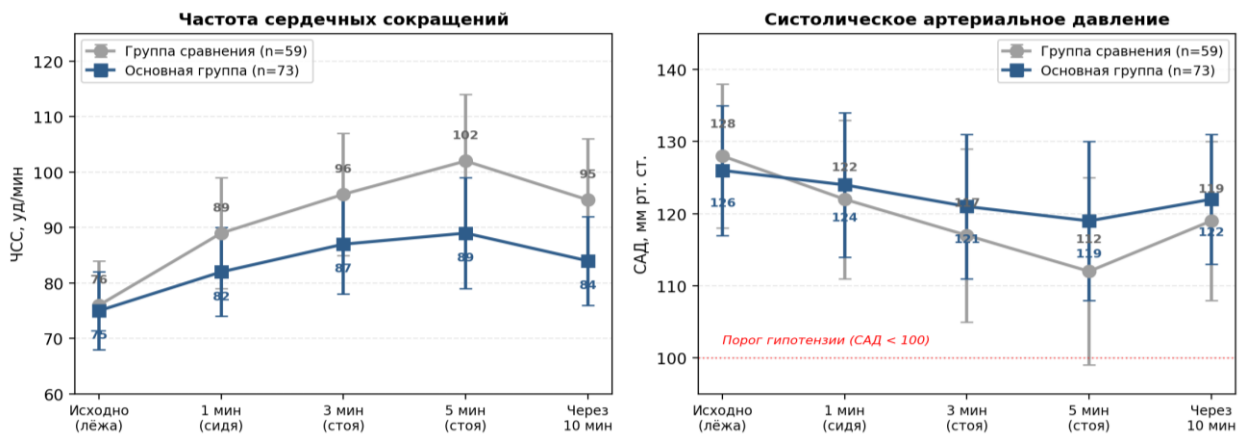 Частота сердечных сокращений
Группа сравнения (n=59)
Основная группа (n=73)
ЧСС, уд/мин
120
110
100
90
80
70
60
76
89
96
102
95
75
82
87
89
84
Исходно
(лёжа)
1 мин
(сидя)
3 мин
(стоя)
5 мин
(стоя)
Через
10 мин
Систолическое артериальное давление
Группа сравнения (n=59)
Основная группа (n=73)
САД, мм рт. ст.
140
130
120
110
100
128
122
117
112
119
126
124
121
119
122
Порог гипотензии (САД < 100)
Исходно
(лёжа)
1 мин
(сидя)
3 мин
(стоя)
5 мин
(стоя)
Через
10 мин